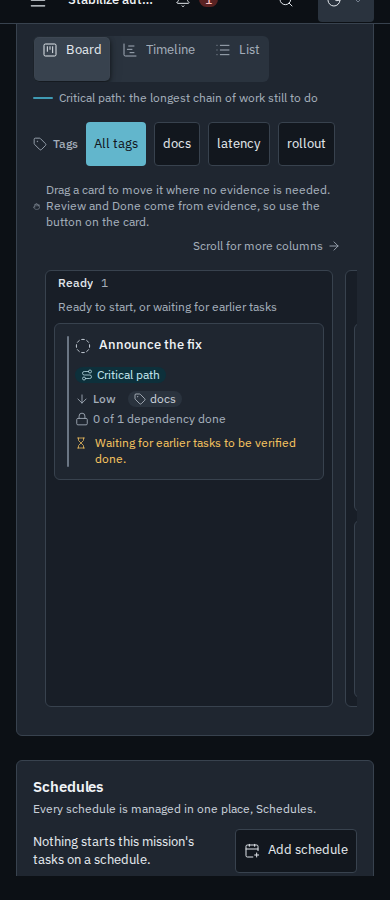 Stabilize aut...
1
Board
Timeline
List
Critical path: the longest chain of work still to do
Tags
All tags
docs
latency
rollout
Drag a card to move it where no evidence is needed.
Review and Done come from evidence, so use the
button on the card.
Scroll for more columns
Ready 1
Ready to start, or waiting for earlier tasks
Announce the fix
Critical path
Low
docs
0 of 1 dependency done
Waiting for earlier tasks to be verified
done.
Schedules
Every schedule is managed in one place, Schedules.
Nothing starts this mission's
tasks on a schedule.
Add schedule